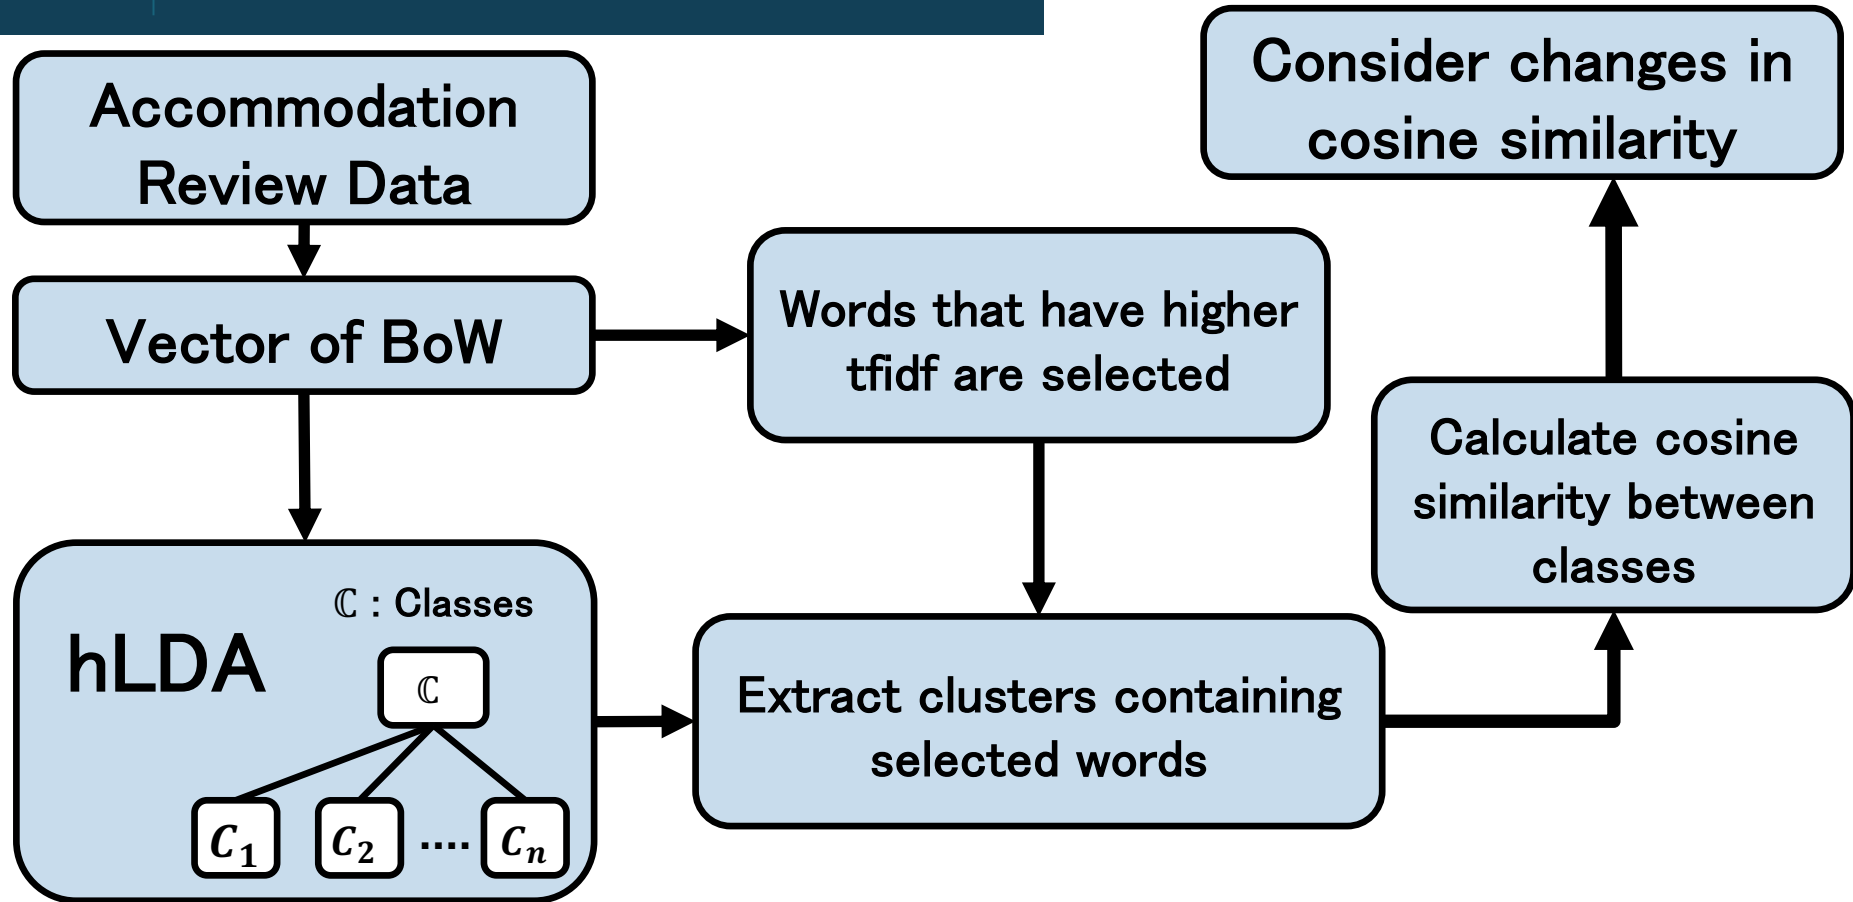 Accommodation
Review Data
Vector of BoW
hLDA
ℂ : Classes
ℂ
C₁
C₂
....
Cₙ
Words that have higher
tfidf are selected
Extract clusters containing
selected words
Calculate cosine
similarity between
classes
Consider changes in
cosine similarity